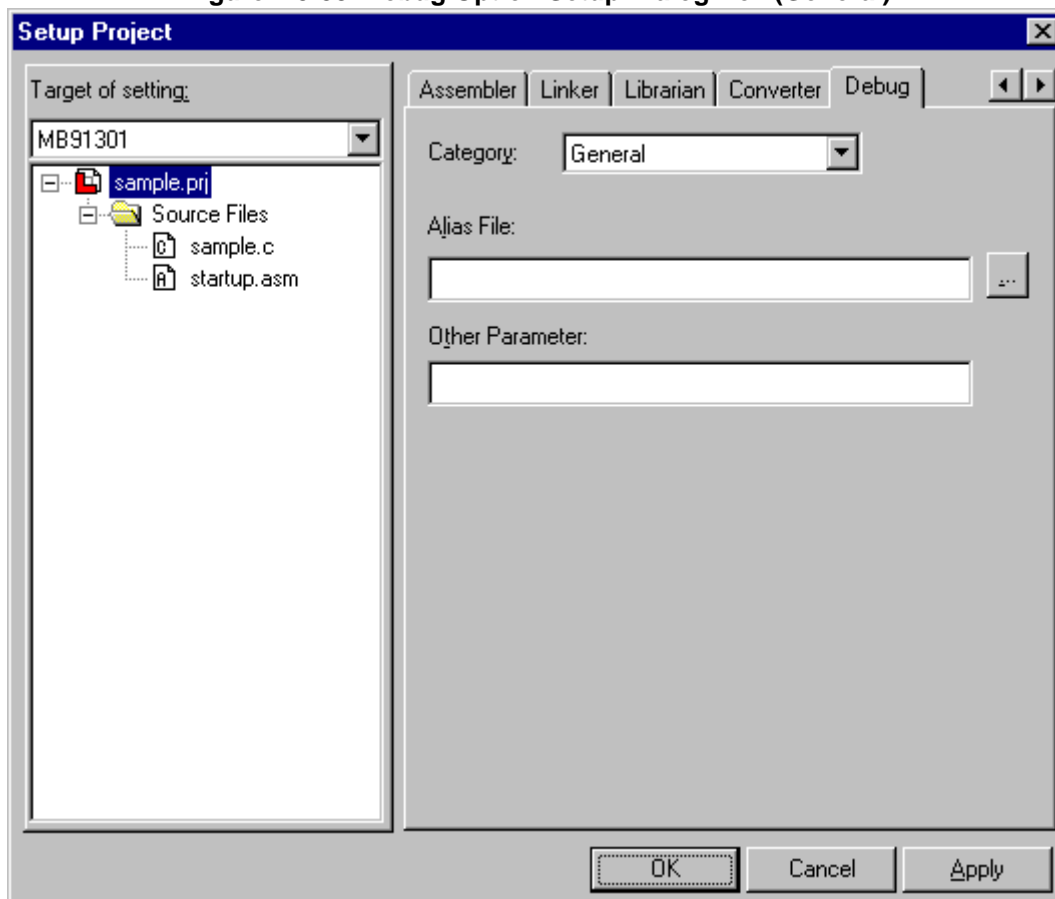 Setup Project
Target of setting:
MB91301
sample.prj
Source Files
sample.c
startup.asm
Assembler Linker Librarian Converter Debug
Category: General
Alias File:
...
Other Parameter:
OK Cancel Apply